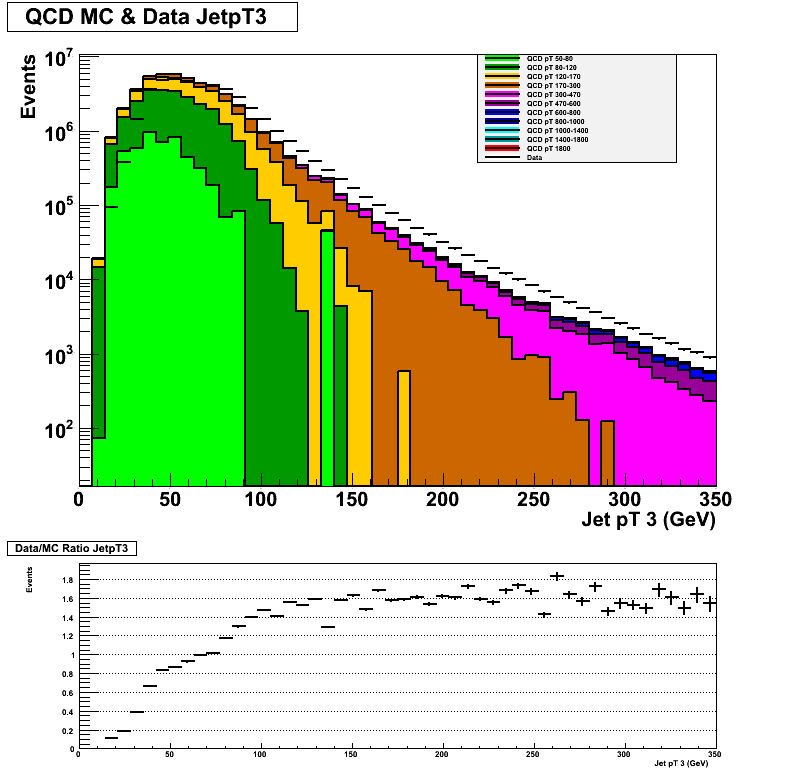 QCD MC & Data JetpT3
Events
10^7
10^6
10^5
10^4
10^3
10^2
QCD pT 50-80
QCD pT 80-120
QCD pT 120-170
QCD pT 170-300
QCD pT 300-470
QCD pT 470-600
QCD pT 600-800
QCD pT 800-1000
QCD pT 1000-1400
QCD pT 1400-1800
QCD pT 1800
Data
0 50 100 150 200 250 300 350
Jet pT 3 (GeV)
Data/MC Ratio JetpT3
Events
1.8
1.6
1.4
1.2
1
0.8
0.6
0.4
0.2
0
0 50 100 150 200 250 300 350
Jet pT 3 (GeV)